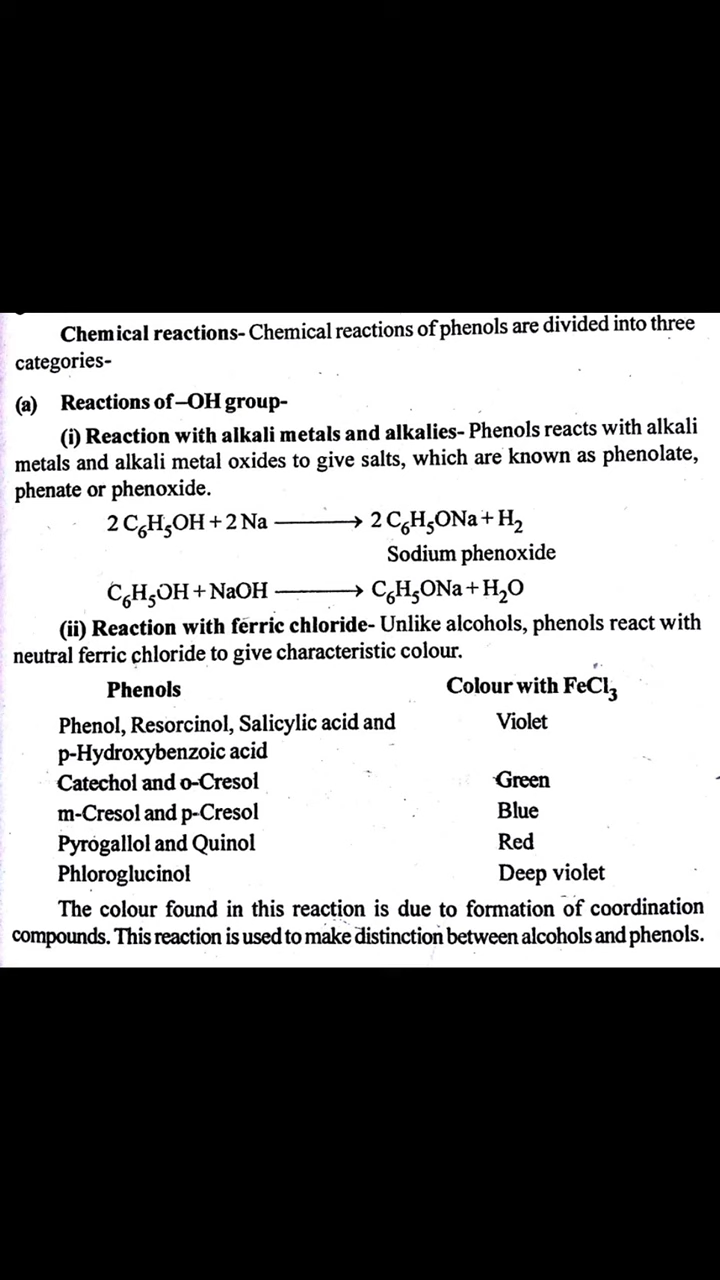 Chemical reactions- Chemical reactions of phenols are divided into three
categories-
(a) Reactions of –OH group-
(i) Reaction with alkali metals and alkalies- Phenols reacts with alkali
metals and alkali metal oxides to give salts, which are known as phenolate,
phenate or phenoxide.
2 C₆H₅OH + 2 Na ⟶ 2 C₆H₅ONa + H₂
Sodium phenoxide
C₆H₅OH + NaOH ⟶ C₆H₅ONa + H₂O
(ii) Reaction with ferric chloride- Unlike alcohols, phenols react with
neutral ferric chloride to give characteristic colour.
Phenols Colour with FeCl₃
Phenol, Resorcinol, Salicylic acid and Violet
p-Hydroxybenzoic acid
Catechol and o-Cresol Green
m-Cresol and p-Cresol Blue
Pyrogallol and Quinol Red
Phloroglucinol Deep violet
The colour found in this reaction is due to formation of coordination
compounds. This reaction is used to make distinction between alcohols and phenols.